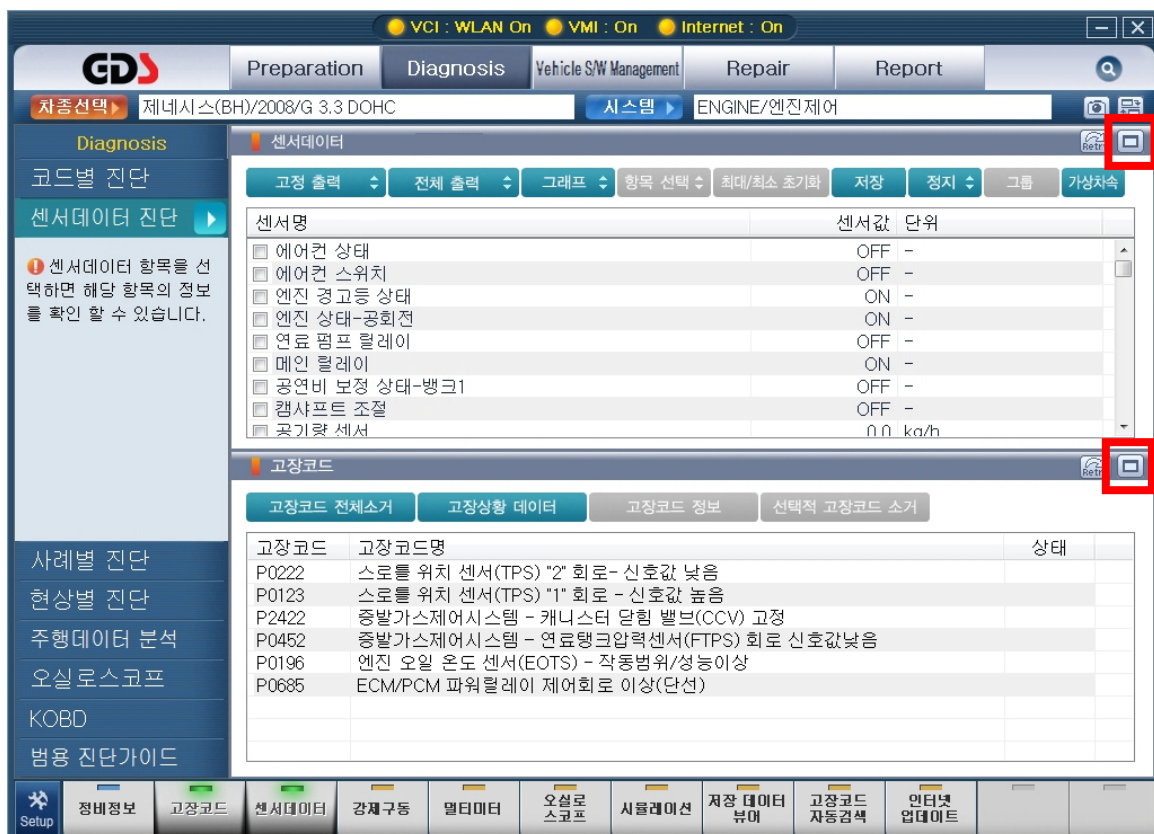 VCI : WLAN On VMI : On Internet : On
GDS Preparation Diagnosis Vehicle S/W Management Repair Report
차종선택 제네시스(BH)/2008/G 3.3 DOHC 시스템 ENGINE/엔진제어
Diagnosis
코드별 진단
센서데이터 진단
센서데이터 항목을 선
택하면 해당 항목의 정보
를 확인 할 수 있습니다.
사례별 진단
현상별 진단
주행데이터 분석
오실로스코프
KOBD
범용 진단가이드
센서데이터 Retry
고정 출력 전체 출력 그래프 항목 선택 최대/최소 초기화 저장 정지 그룹 가상차속
센서명 센서값 단위
에어컨 상태 OFF -
에어컨 스위치 OFF -
엔진 경고등 상태 ON -
엔진 상태-공회전 ON -
연료 펌프 릴레이 OFF -
메인 릴레이 ON -
공연비 보정 상태-뱅크1 OFF -
캠샤프트 조절 OFF -
공기량 센서 0.0 kg/h
고장코드 Retry
고장코드 전체소거 고장상황 데이터 고장코드 정보 선택적 고장코드 소거
고장코드 고장코드명 상태
P0222 스로틀 위치 센서(TPS) "2" 회로- 신호값 낮음
P0123 스로틀 위치 센서(TPS) "1" 회로 - 신호값 높음
P2422 증발가스제어시스템 - 캐니스터 닫힘 밸브(CCV) 고정
P0452 증발가스제어시스템 - 연료탱크압력센서(FTPS) 회로 신호값낮음
P0196 엔진 오일 온도 센서(EOTS) - 작동범위/성능이상
P0685 ECM/PCM 파워릴레이 제어회로 이상(단선)
Setup 정비정보 고장코드 센서데이터 강제구동 멀티미터 오실로 시뮬레이션 저장 데이터 고장코드 인터넷
스코프 뷰어 자동검색 업데이트